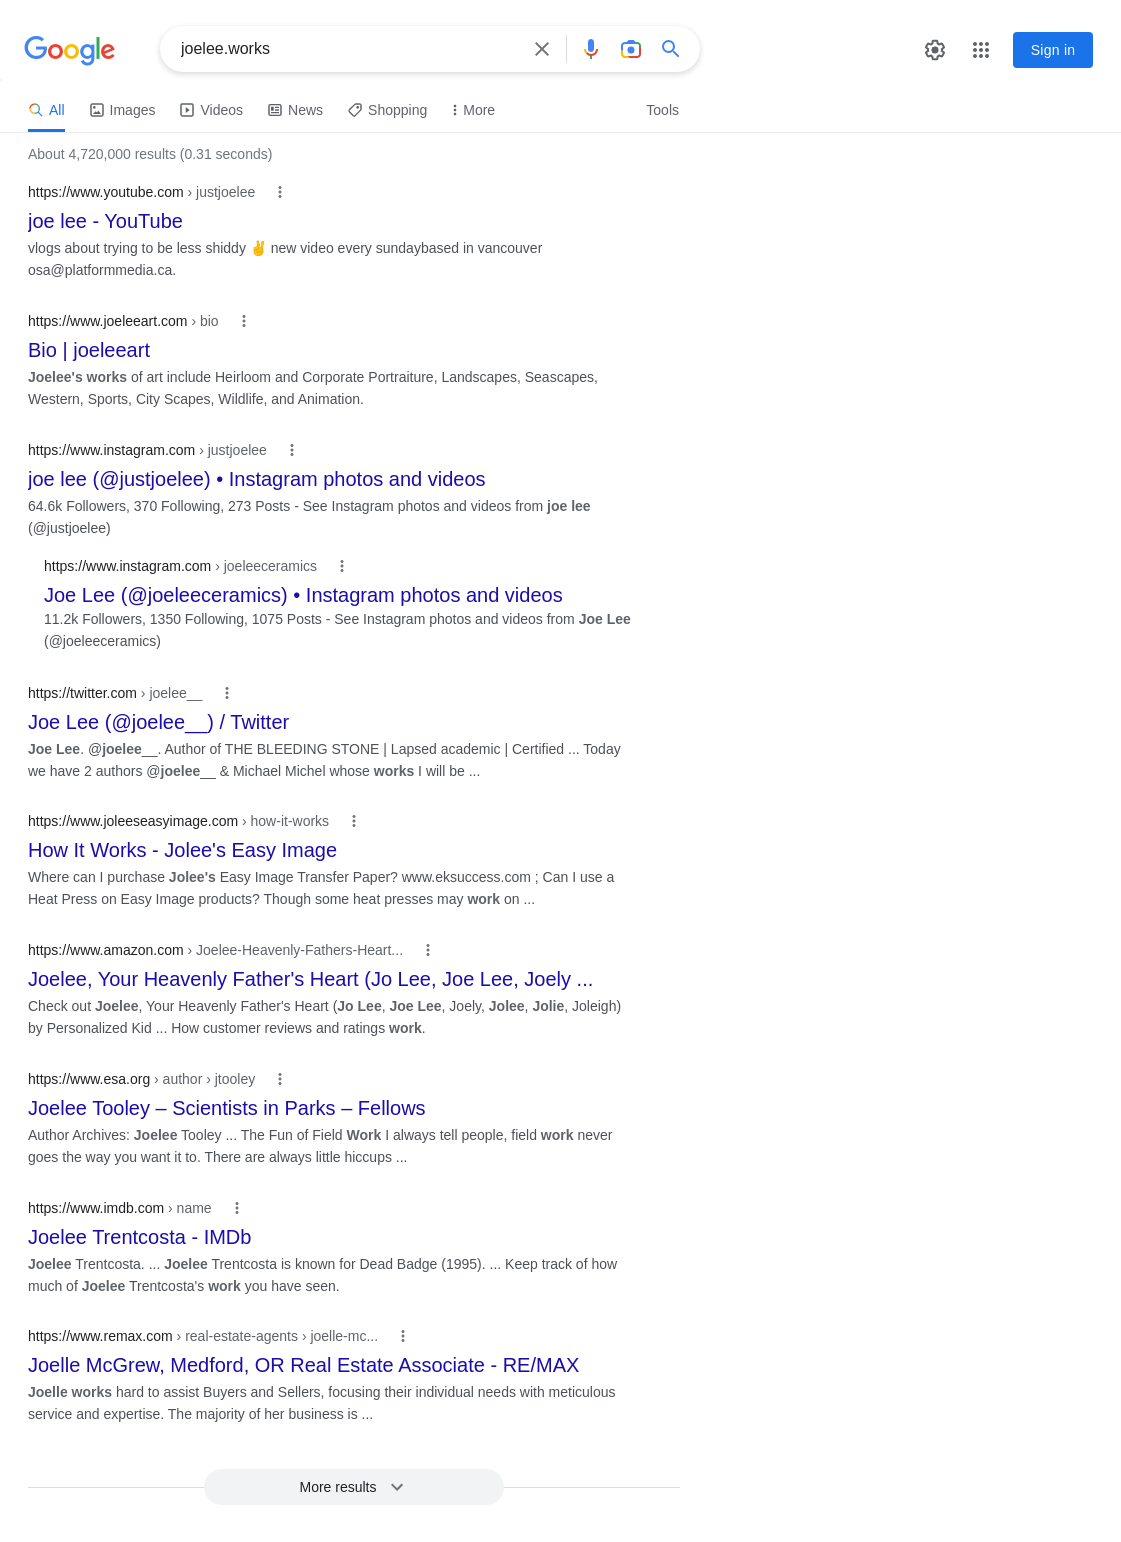 Google
joelee.works
Sign in
All
Images
Videos
News
Shopping
More
Tools
About 4,720,000 results (0.31 seconds)
https://www.youtube.com › justjoelee
joe lee - YouTube
vlogs about trying to be less shiddy ✌ new video every sundaybased in vancouver
osa@platformmedia.ca.
https://www.joeleeart.com › bio
Bio | joeleeart
Joelee's works of art include Heirloom and Corporate Portraiture, Landscapes, Seascapes,
Western, Sports, City Scapes, Wildlife, and Animation.
https://www.instagram.com › justjoelee
joe lee (@justjoelee) • Instagram photos and videos
64.6k Followers, 370 Following, 273 Posts - See Instagram photos and videos from joe lee
(@justjoelee)
https://www.instagram.com › joeleeceramics
Joe Lee (@joeleeceramics) • Instagram photos and videos
11.2k Followers, 1350 Following, 1075 Posts - See Instagram photos and videos from Joe Lee
(@joeleeceramics)
https://twitter.com › joelee__
Joe Lee (@joelee__) / Twitter
Joe Lee. @joelee__. Author of THE BLEEDING STONE | Lapsed academic | Certified ... Today
we have 2 authors @joelee__ & Michael Michel whose works I will be ...
https://www.joleeseasyimage.com › how-it-works
How It Works - Jolee's Easy Image
Where can I purchase Jolee's Easy Image Transfer Paper? www.eksuccess.com ; Can I use a
Heat Press on Easy Image products? Though some heat presses may work on ...
https://www.amazon.com › Joelee-Heavenly-Fathers-Heart...
Joelee, Your Heavenly Father's Heart (Jo Lee, Joe Lee, Joely ...
Check out Joelee, Your Heavenly Father's Heart (Jo Lee, Joe Lee, Joely, Jolee, Jolie, Joleigh)
by Personalized Kid ... How customer reviews and ratings work.
https://www.esa.org › author › jtooley
Joelee Tooley – Scientists in Parks – Fellows
Author Archives: Joelee Tooley ... The Fun of Field Work I always tell people, field work never
goes the way you want it to. There are always little hiccups ...
https://www.imdb.com › name
Joelee Trentcosta - IMDb
Joelee Trentcosta. ... Joelee Trentcosta is known for Dead Badge (1995). ... Keep track of how
much of Joelee Trentcosta's work you have seen.
https://www.remax.com › real-estate-agents › joelle-mc...
Joelle McGrew, Medford, OR Real Estate Associate - RE/MAX
Joelle works hard to assist Buyers and Sellers, focusing their individual needs with meticulous
service and expertise. The majority of her business is ...
More results